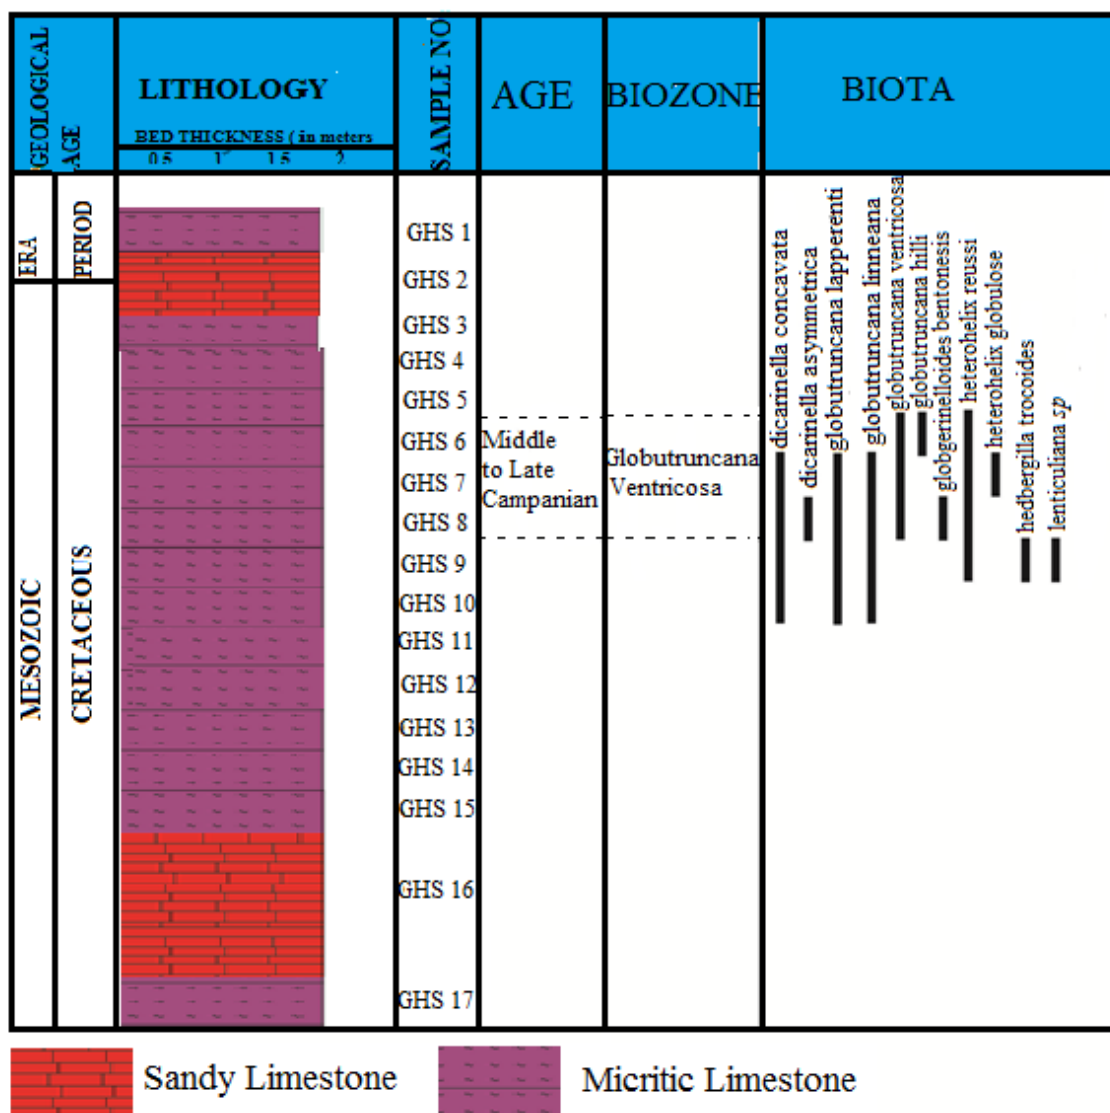 GEOLOGICAL
AGE
LITHOLOGY
BED THICKNESS ( in meters
0.5 1 1.5 2
SAMPLE NO
AGE
BIOZONE
BIOTA
ERA
PERIOD
MESOZOIC
CRETACEOUS
GHS 1
GHS 2
GHS 3
GHS 4
GHS 5
GHS 6
GHS 7
GHS 8
GHS 9
GHS 10
GHS 11
GHS 12
GHS 13
GHS 14
GHS 15
GHS 16
GHS 17
Middle
to Late
Campanian
Globutruncana
Ventricosa
dicarinella concavata
dicarinella asymmetrica
globutruncana lapperenti
globutruncana linneana
globutruncana ventricosa
globutruncana hilli
globgerinelloides bentonesis
heterohelix reussi
heterohelix globulose
hedbergilla trocoides
lenticuliana sp
Sandy Limestone
Micritic Limestone